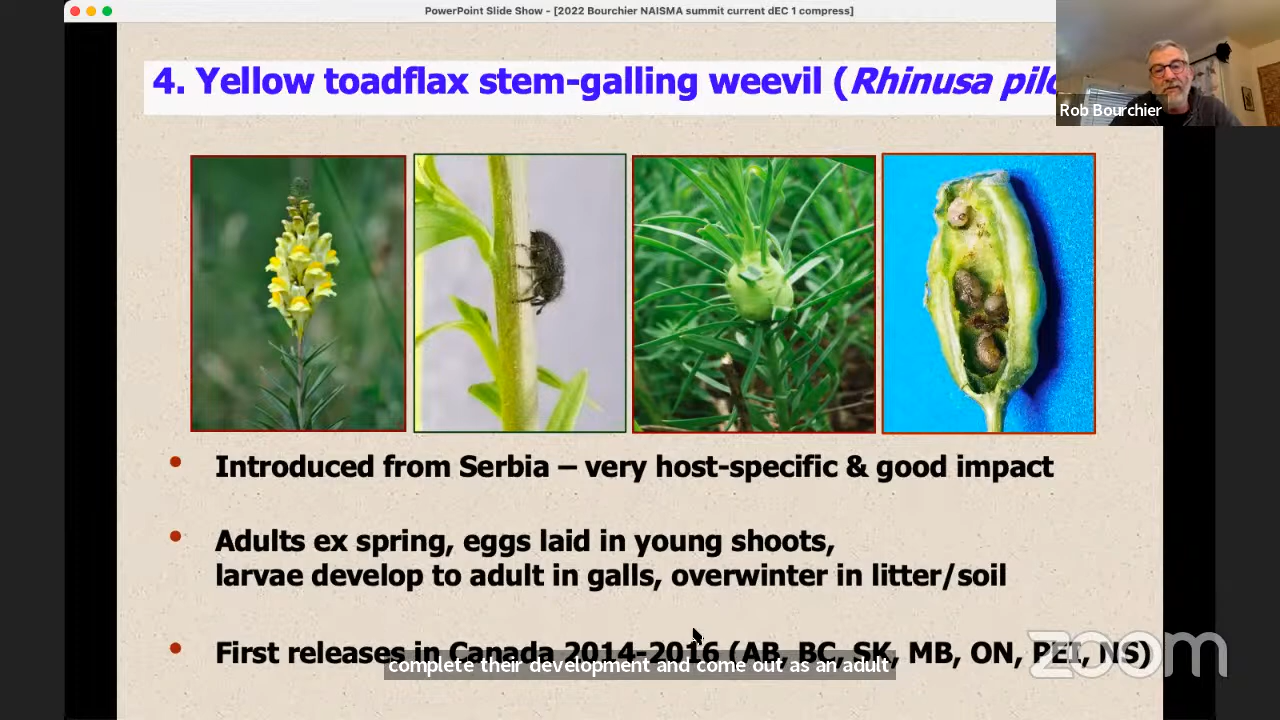 PowerPoint Slide Show - [2022 Bourchier NAISMA summit current dEC 1 compress]
4. Yellow toadflax stem-galling weevil (Rhinusa pilo
Rob Bourchier
Introduced from Serbia – very host-specific & good impact
Adults ex spring, eggs laid in young shoots,
larvae develop to adult in galls, overwinter in litter/soil
First releases in Canada 2014-2016 (AB, BC, SK, MB, ON, PEI, NS)
complete their development and come out as an adult
zoom